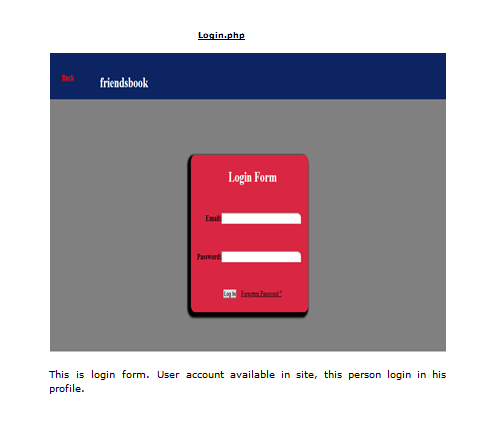 Login.php
Back
friendsbook
Login Form
Email:
Password:
Log In Forgotten Password ?
This is login form. User account available in site, this person login in his
profile.